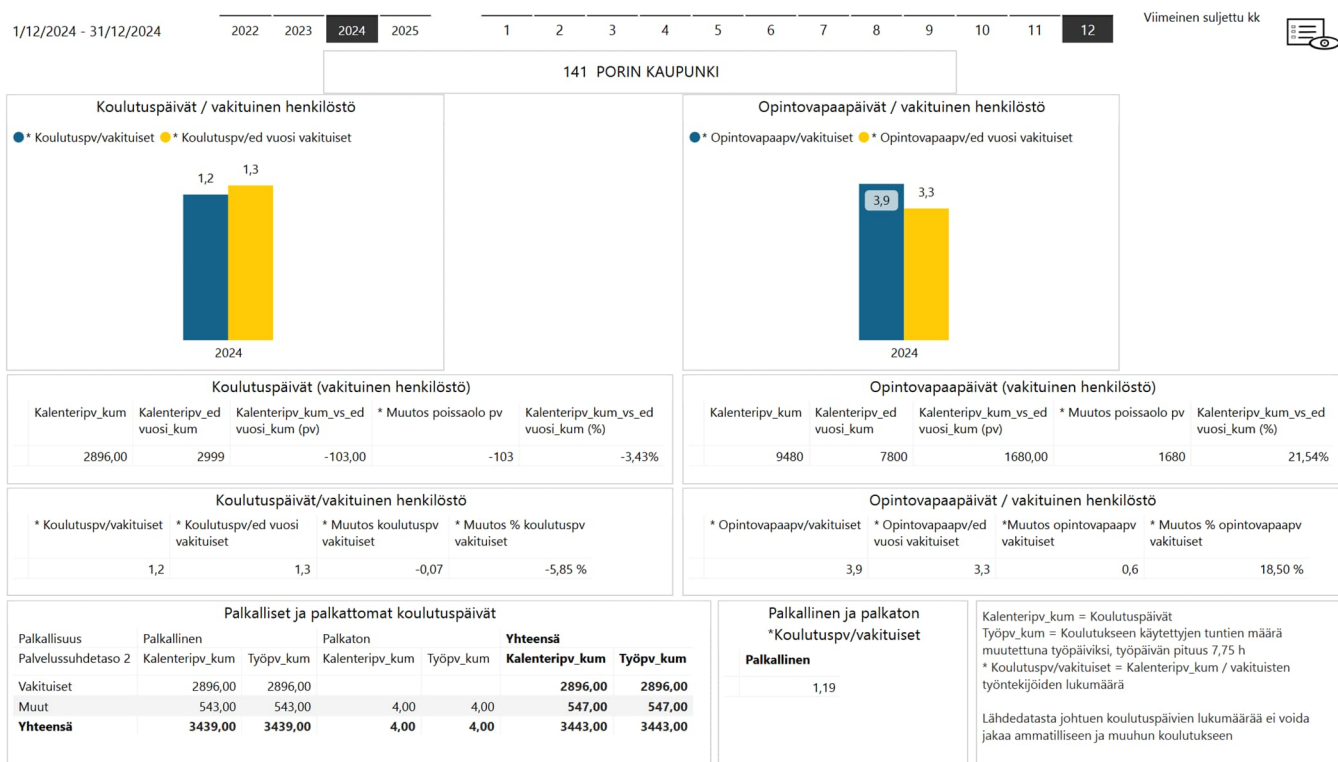 1/12/2024 - 31/12/2024
2022 2023 2024 2025
1 2 3 4 5 6 7 8 9 10 11 12
Viimeinen suljettu kk
141 PORIN KAUPUNKI
Koulutuspäivät / vakituinen henkilöstö
* Koulutuspv/vakituiset * Koulutuspv/ed vuosi vakituiset
1,2
1,3
2024
Opintovapaapäivät / vakituinen henkilöstö
* Opintovapaapv/vakituiset * Opintovapaapv/ed vuosi vakituiset
3,9
3,3
2024
Koulutuspäivät (vakituinen henkilöstö)
Kalenteripv_kum Kalenteripv_ed Kalenteripv_kum_vs_ed * Muutos poissaolo pv Kalenteripv_kum_vs_ed
vuosi_kum vuosi_kum (pv) vuosi_kum (%)
2896,00 2999 -103,00 -103 -3,43%
Opintovapaapäivät (vakituinen henkilöstö)
Kalenteripv_kum Kalenteripv_ed Kalenteripv_kum_vs_ed * Muutos poissaolo pv Kalenteripv_kum_vs_ed
vuosi_kum vuosi_kum (pv) vuosi_kum (%)
9480 7800 1680,00 1680 21,54%
Koulutuspäivät/vakituinen henkilöstö
* Koulutuspv/vakituiset * Koulutuspv/ed vuosi * Muutos koulutuspv * Muutos % koulutuspv
vakituiset vakituiset vakituiset
1,2 1,3 -0,07 -5,85 %
Opintovapaapäivät / vakituinen henkilöstö
* Opintovapaapv/vakituiset * Opintovapaapv/ed *Muutos opintovapaapv * Muutos % opintovapaapv
vuosi vakituiset vakituiset vakituiset
3,9 3,3 0,6 18,50 %
Palkalliset ja palkattomat koulutuspäivät
Palkallisuus Palkallinen Palkaton Yhteensä
Palvelussuhdetaso 2 Kalenteripv_kum Työpv_kum Kalenteripv_kum Työpv_kum Kalenteripv_kum Työpv_kum
Vakituiset 2896,00 2896,00 2896,00 2896,00
Muut 543,00 543,00 4,00 4,00 547,00 547,00
Yhteensä 3439,00 3439,00 4,00 4,00 3443,00 3443,00
Palkallinen ja palkaton
*Koulutuspv/vakituiset
Palkallinen
1,19
Kalenteripv_kum = Koulutuspäivät
Työpv_kum = Koulutukseen käytettyjen tuntien määrä
muutettuna työpäiviksi, työpäivän pituus 7,75 h
* Koulutuspv/vakituiset = Kalenteripv_kum / vakituisten
työntekijöiden lukumäärä
Lähdedatasta johtuen koulutuspäivien lukumäärää ei voida
jakaa ammatilliseen ja muuhun koulutukseen